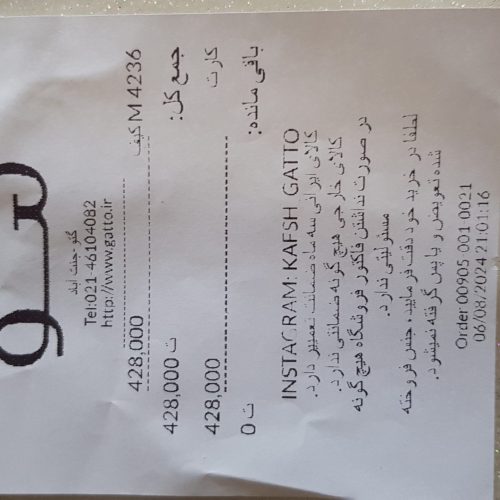 گتو
گتو - جنت آباد
Tel:021-46104082
http://www.gatto.ir
کیف M 4236 428,000
جمع کل: 428,000 ت
کارت 428,000
باقی مانده: 0 ت
INSTAGRAM: KAFSH_GATTO
کالای ایرانی سه ماه ضمانت تعمییر دارد.
کالای خارجی هیچ گونه ضمانتی ندارد.
در صورت نداشتن فاکتور فروشگاه هیچ گونه
مسئولیتی ندارد.
لطفا در خرید خود دقت فرمایید، جنس فروخته
شده تعویض و یا پس گرفته نمیشود.
Order:00905 001 0021
06/08/2024 21:01:16